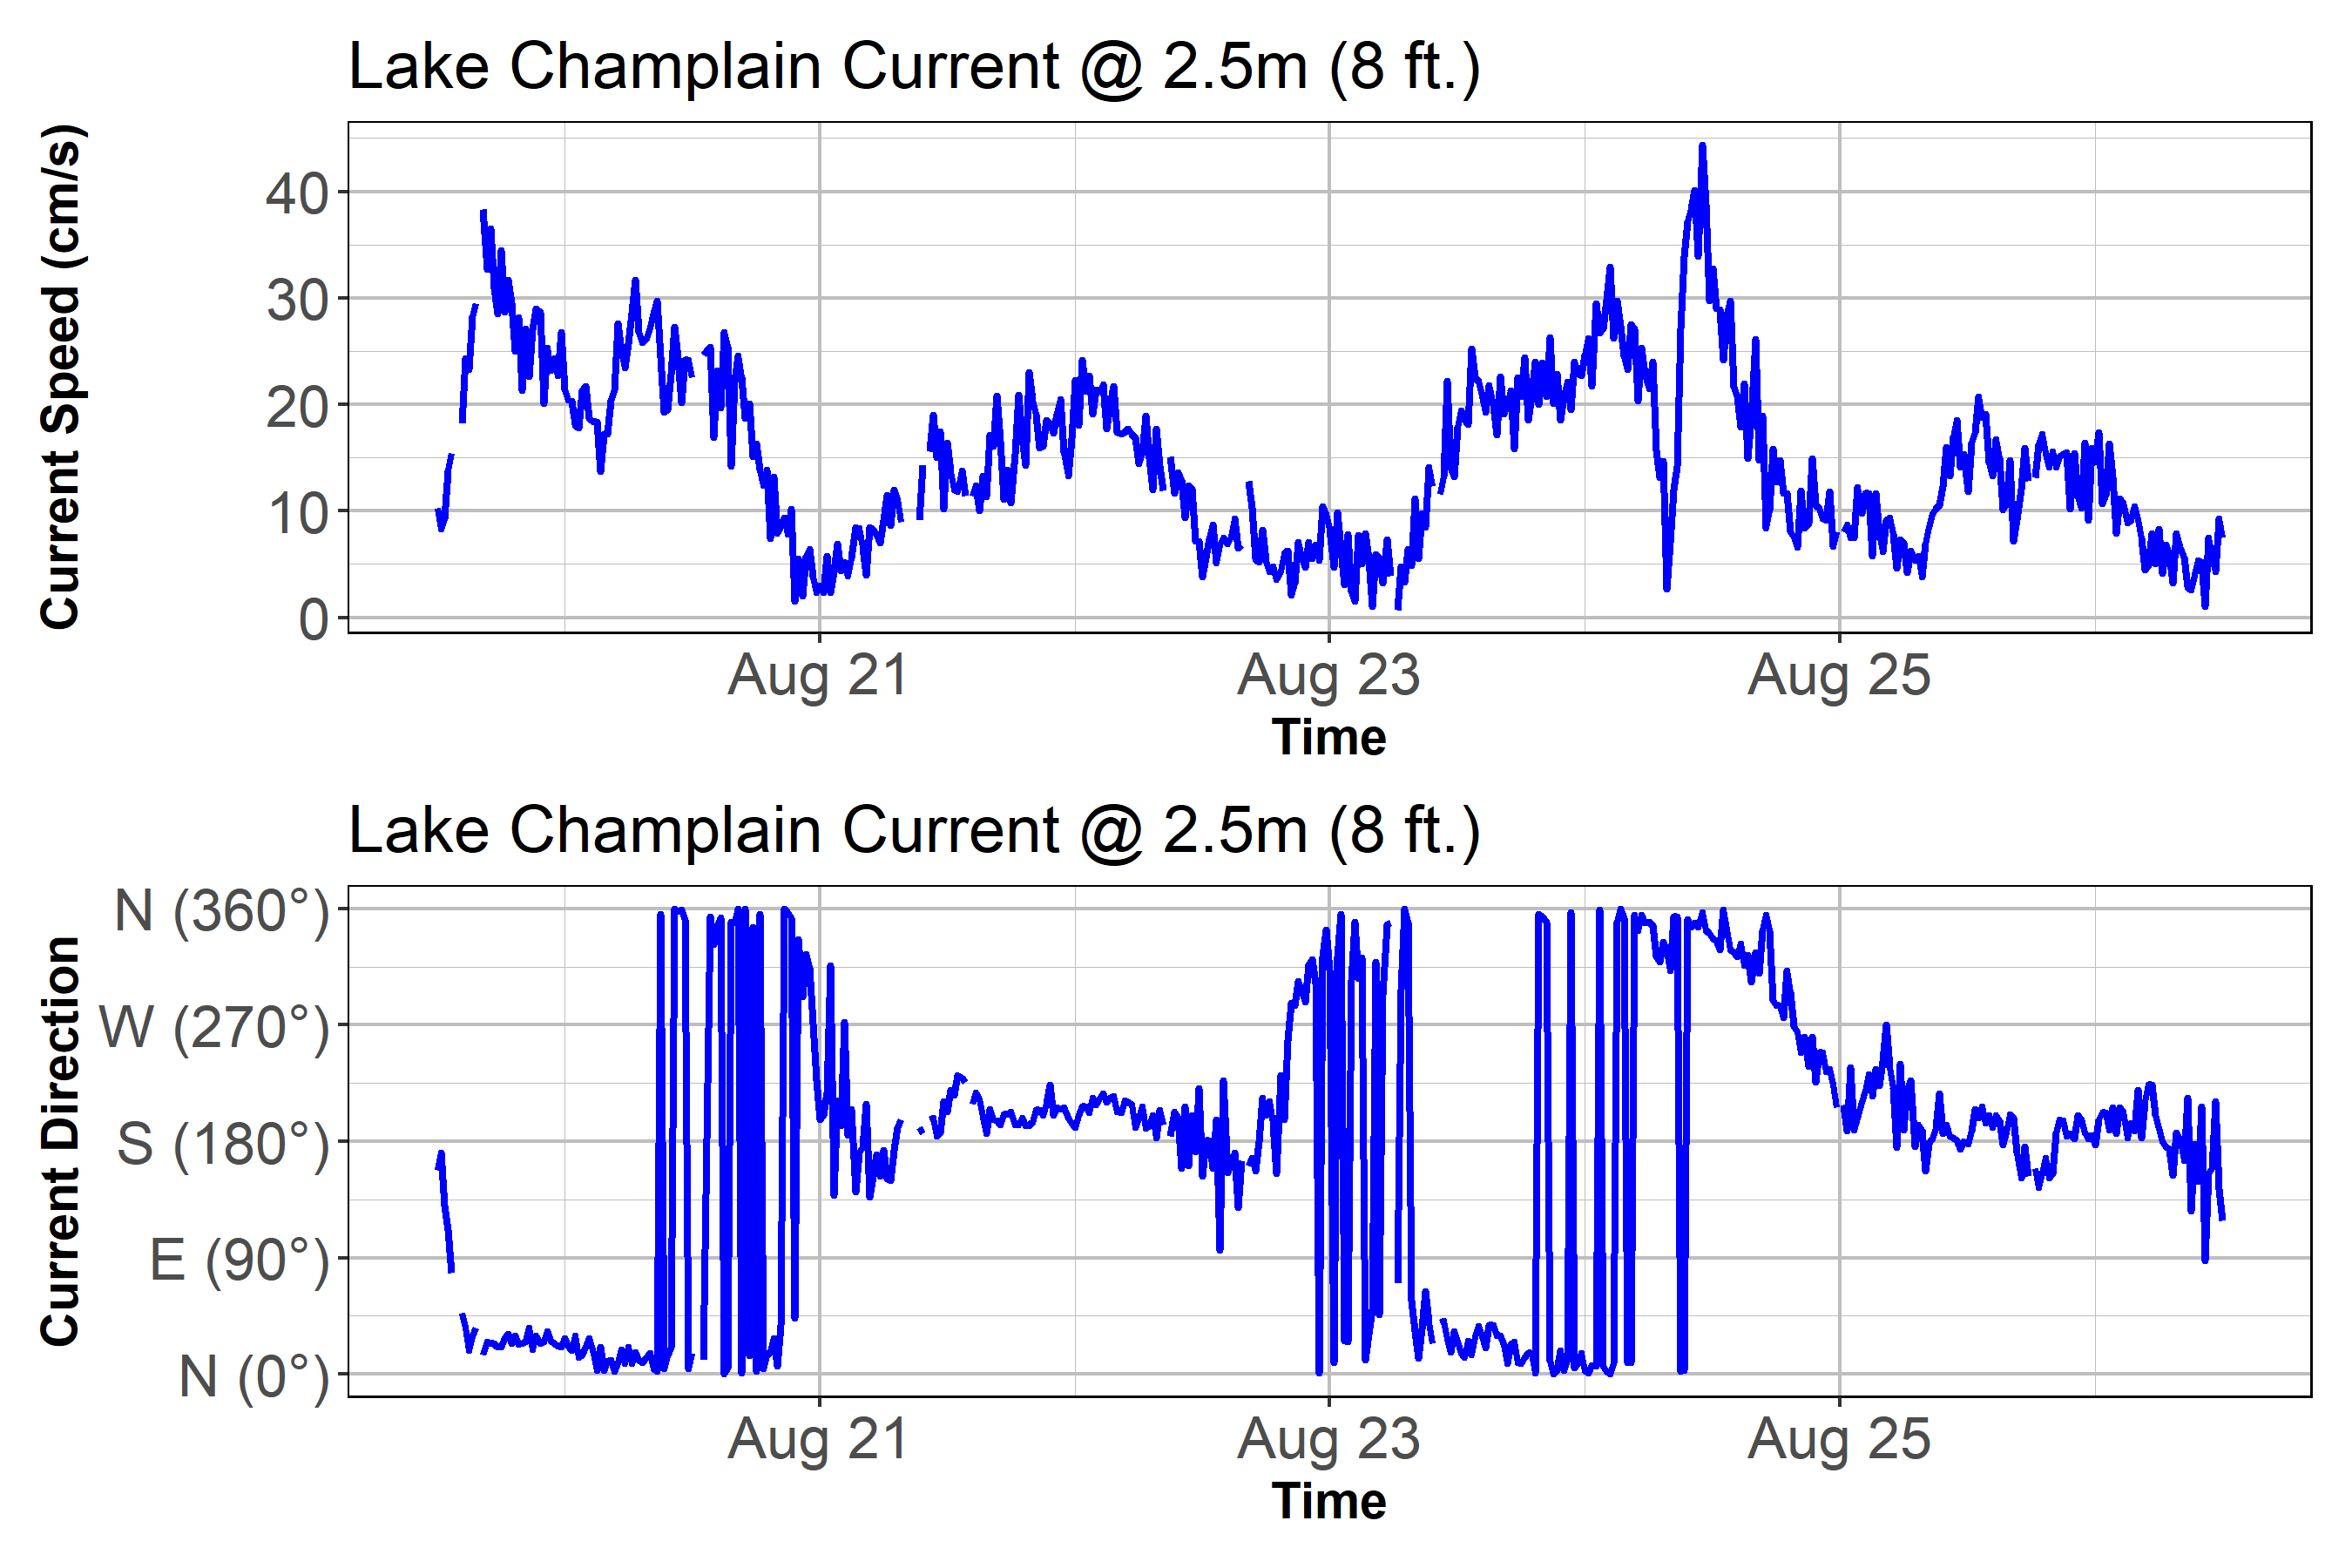 Lake Champlain Current @ 2.5m (8 ft.)
Current Speed (cm/s)
40
30
20
10
0
Aug 21 Aug 23 Aug 25
Time
Lake Champlain Current @ 2.5m (8 ft.)
Current Direction
N (360°)
W (270°)
S (180°)
E (90°)
N (0°)
Aug 21 Aug 23 Aug 25
Time